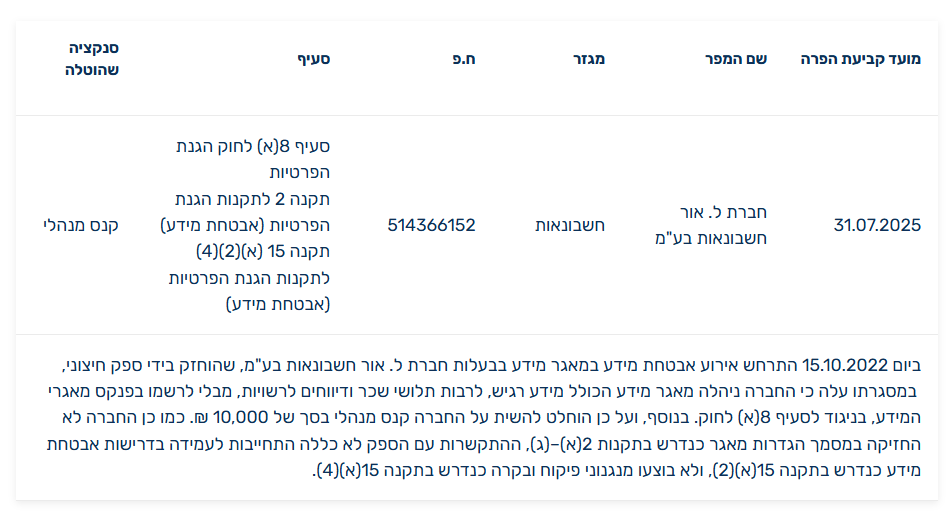 מועד קביעת הפרה
שם המפר
מגזר
ח.פ
סעיף
סנקציה
שהוטלה
31.07.2025
חברת ל. אור
חשבונאות בע"מ
חשבונאות
514366152
סעיף 8(א) לחוק הגנת
הפרטיות
תקנה 2 לתקנות הגנת
הפרטיות (אבטחת מידע)
תקנה 15 (א)(2)(4)
לתקנות הגנת הפרטיות
(אבטחת מידע)
קנס מנהלי
ביום 15.10.2022 התרחש אירוע אבטחת מידע במאגר מידע בבעלות חברת ל. אור חשבונאות בע"מ, שהוחזק בידי ספק חיצוני,
במסגרתו עלה כי החברה ניהלה מאגר מידע הכולל מידע רגיש, לרבות תלושי שכר ודיווחים לרשויות, מבלי לרשמו בפנקס מאגרי
המידע, בניגוד לסעיף 8(א) לחוק. בנוסף, ועל כן הוחלט להשית על החברה קנס מנהלי בסך של 10,000 ₪. כמו כן החברה לא
החזיקה במסמך הגדרות מאגר כנדרש בתקנות 2(א)–(ג), ההתקשרות עם הספק לא כללה התחייבות לעמידה בדרישות אבטחת
מידע כנדרש בתקנה 15(א)(2), ולא בוצעו מנגנוני פיקוח ובקרה כנדרש בתקנה 15(א)(4).